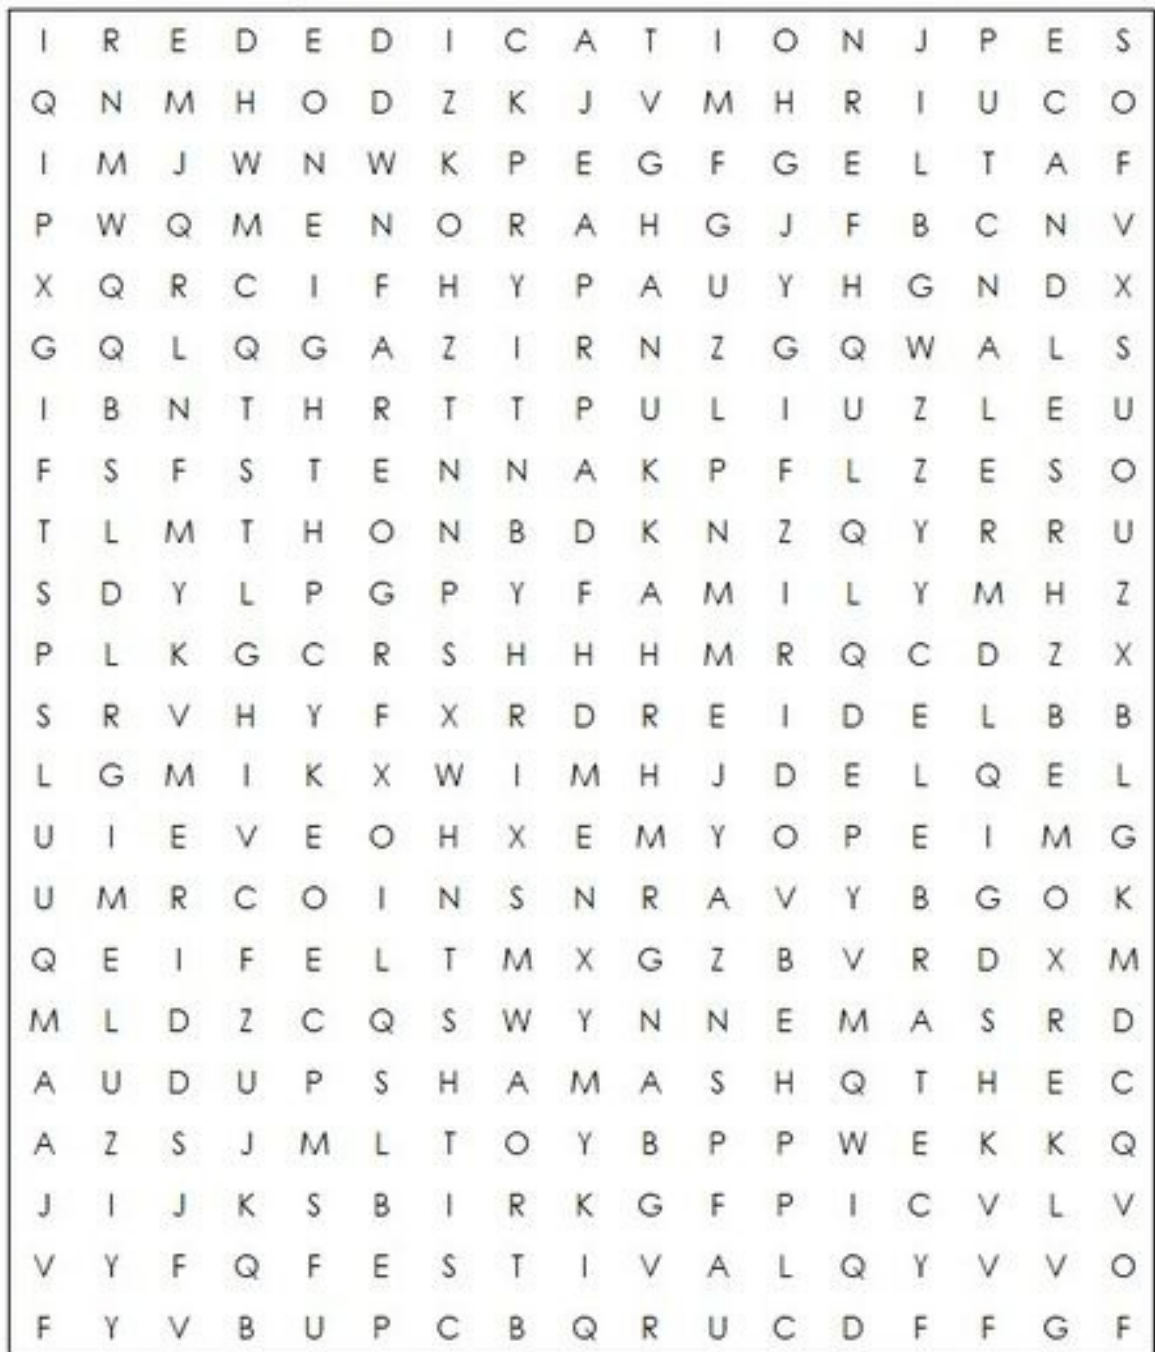 I R E D E D I C A T I O N J P E S
Q N M H O D Z K J V M H R I U C O
I M J W N W K P E G F G E L T A F
P W Q M E N O R A H G J F B C N V
X Q R C I F H Y P A U Y H G N D X
G Q L Q G A Z I R N Z G Q W A L S
I B N T H R T T P U L I U Z L E U
F S F S T E N N A K P F L Z E S O
T L M T H O N B D K N Z Q Y R R U
S D Y L P G P Y F A M I L Y M H Z
P L K G C R S H H H M R Q C D Z X
S R V H Y F X R D R E I D E L B B
L G M I K X W I M H J D E L Q E L
U I E V E O H X E M Y O P E I M G
U M R C O I N S N R A V Y B G O K
Q E I F E L T M X G Z B V R D X M
M L D Z C Q S W Y N N E M A S R D
A U D U P S H A M A S H Q T H E C
A Z S J M L T O Y B P P W E K K Q
J I J K S B I R K G F P I C V L V
V Y F Q F E S T I V A L Q Y V V O
F Y V B U P C B Q R U C D F F G F